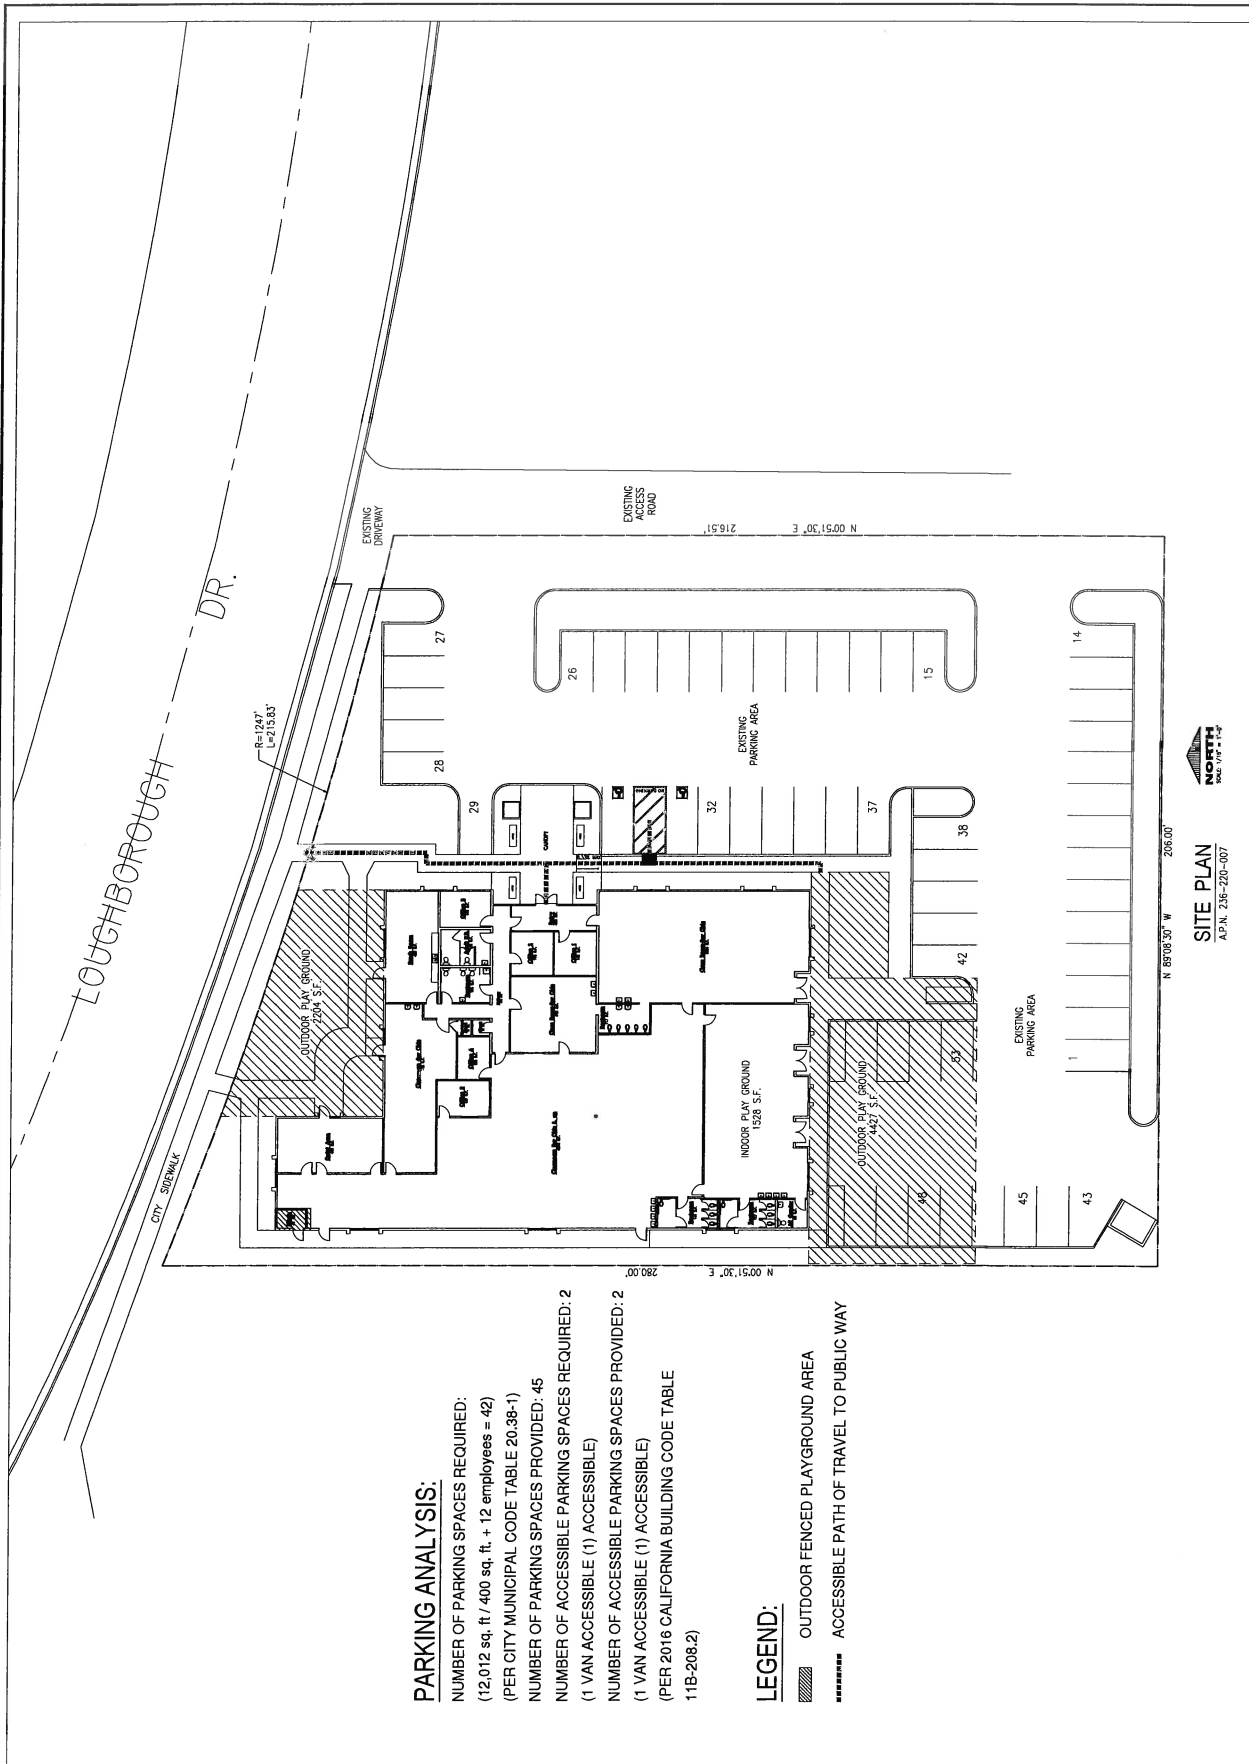 LOUGHBOROUGH DR.
CITY SIDEWALK
R=1247'
L=215.83'
EXISTING
DRIVEWAY
EXISTING
ACCESS
ROAD
N 00°51'30" E 216.51'
OUTDOOR PLAY GROUND
2204 S.F.
27
28
29
CANOPY
26
15
EXISTING
PARKING AREA
NO PARKING
32
37
38
42
14
1
INDOOR PLAY GROUND
1528 S.F.
OUTDOOR PLAY GROUND
4427 S.F.
53
48
45
43
EXISTING
PARKING AREA
N 00°51'30" E 280.00'
N 89°08'30" W 206.00'
SITE PLAN
A.P.N. 236-220-007
NORTH
PARKING ANALYSIS:
NUMBER OF PARKING SPACES REQUIRED:
(12,012 sq. ft / 400 sq. ft. + 12 employees = 42)
(PER CITY MUNICIPAL CODE TABLE 20.38-1)
NUMBER OF PARKING SPACES PROVIDED: 45
NUMBER OF ACCESSIBLE PARKING SPACES REQUIRED: 2
(1 VAN ACCESSIBLE (1) ACCESSIBLE)
NUMBER OF ACCESSIBLE PARKING SPACES PROVIDED: 2
(1 VAN ACCESSIBLE (1) ACCESSIBLE)
(PER 2016 CALIFORNIA BUILDING CODE TABLE
11B-208.2)
LEGEND:
OUTDOOR FENCED PLAYGROUND AREA
ACCESSIBLE PATH OF TRAVEL TO PUBLIC WAY